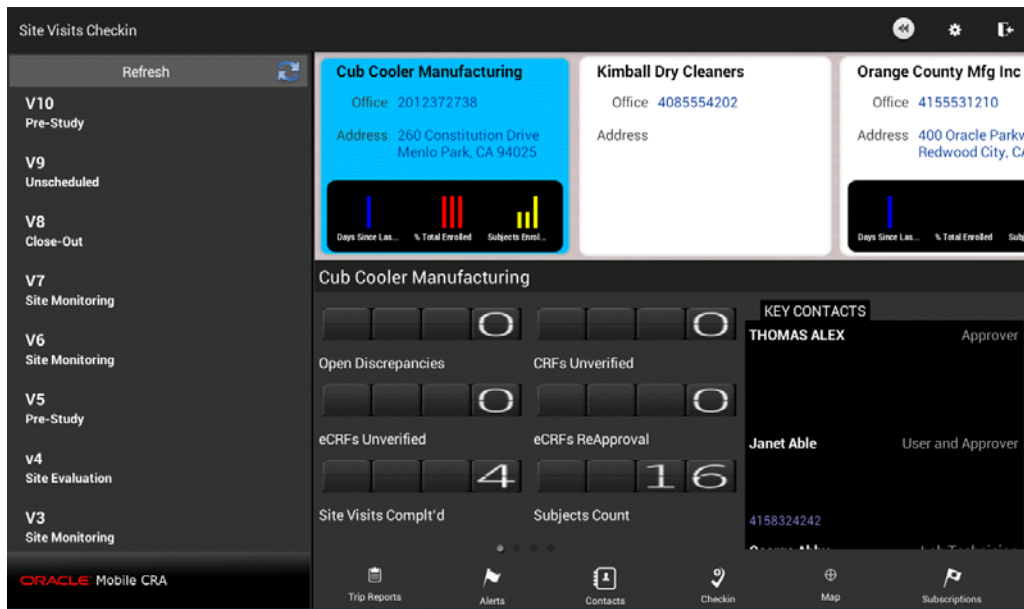 Site Visits Checkin
Refresh
V10
Pre-Study
V9
Unscheduled
V8
Close-Out
V7
Site Monitoring
V6
Site Monitoring
V5
Pre-Study
v4
Site Evaluation
V3
Site Monitoring
ORACLE Mobile CRA
Cub Cooler Manufacturing
Office 2012372738
Address 260 Constitution Drive
Menlo Park, CA 94025
Days Since Las... % Total Enrolled Subjects Enrol...
Kimball Dry Cleaners
Office 4085554202
Address
Orange County Mfg Inc
Office 4155531210
Address 400 Oracle Parkw
Redwood City, CA
Days Since Las... % Total Enrolled Subj
Cub Cooler Manufacturing
0 0
Open Discrepancies CRFs Unverified
0 0
eCRFs Unverified eCRFs ReApproval
4 16
Site Visits Complt'd Subjects Count
KEY CONTACTS
THOMAS ALEX Approver
Janet Able User and Approver
4158324242
Trip Reports Alerts Contacts Checkin Map Subscriptions